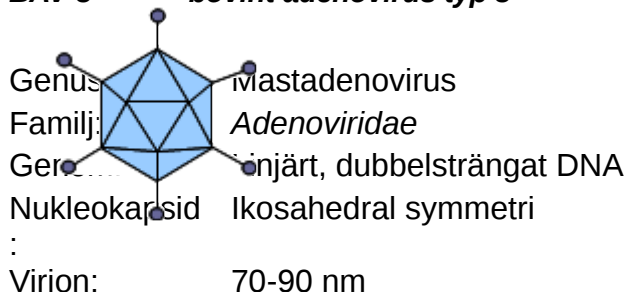 Genus Mastadenovirus
Familj: Adenoviridae
Linjärt, dubbelsträngat DNA
Nukleokapsid Ikosahedral symmetri
:
Virion: 70-90 nm